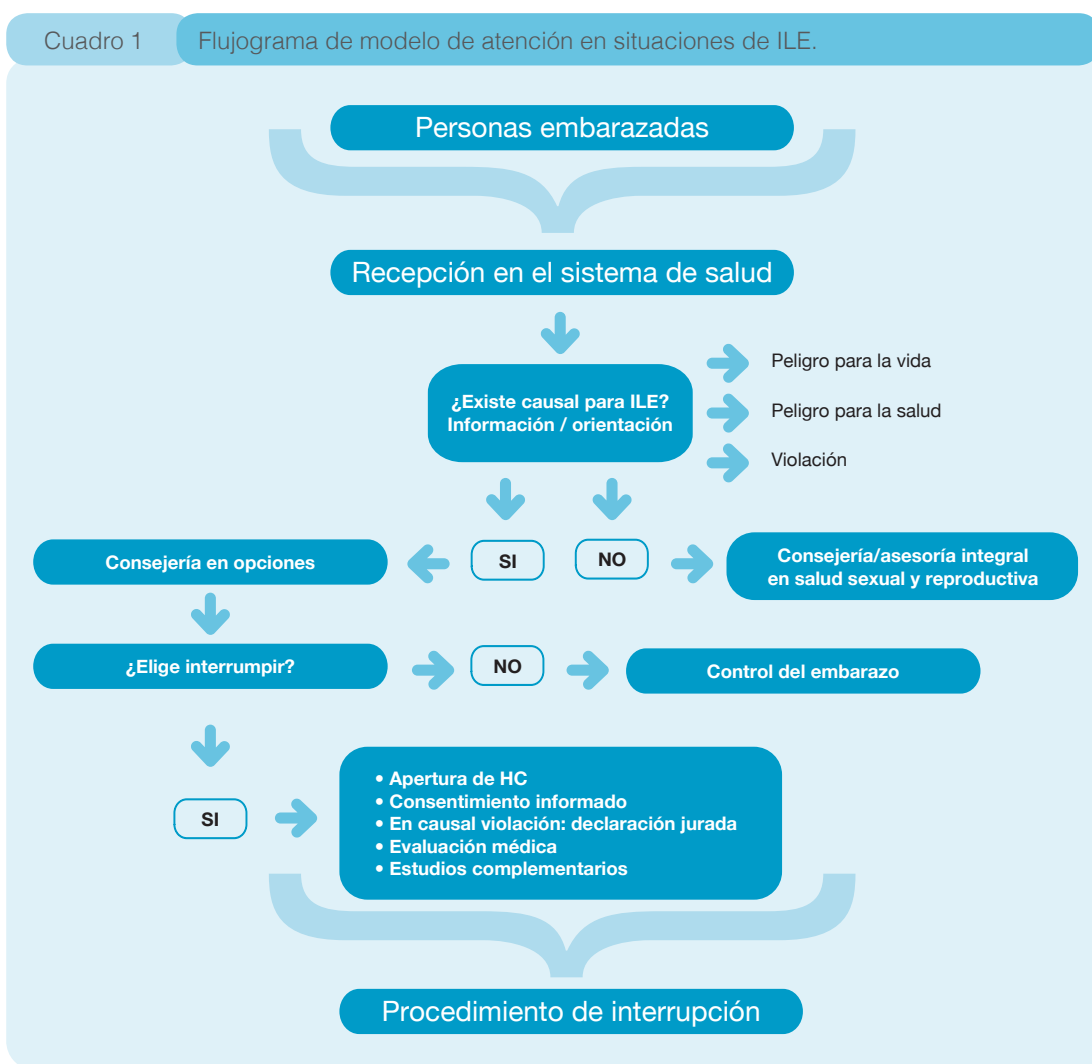 Cuadro 1
Flujograma de modelo de atención en situaciones de ILE.
Personas embarazadas
Recepción en el sistema de salud
¿Existe causal para ILE?
Información / orientación
Peligro para la vida
Peligro para la salud
Violación
Consejería en opciones
SI
NO
Consejería/asesoría integral
en salud sexual y reproductiva
¿Elige interrumpir?
NO
Control del embarazo
SI
• Apertura de HC
• Consentimiento informado
• En causal violación: declaración jurada
• Evaluación médica
• Estudios complementarios
Procedimiento de interrupción